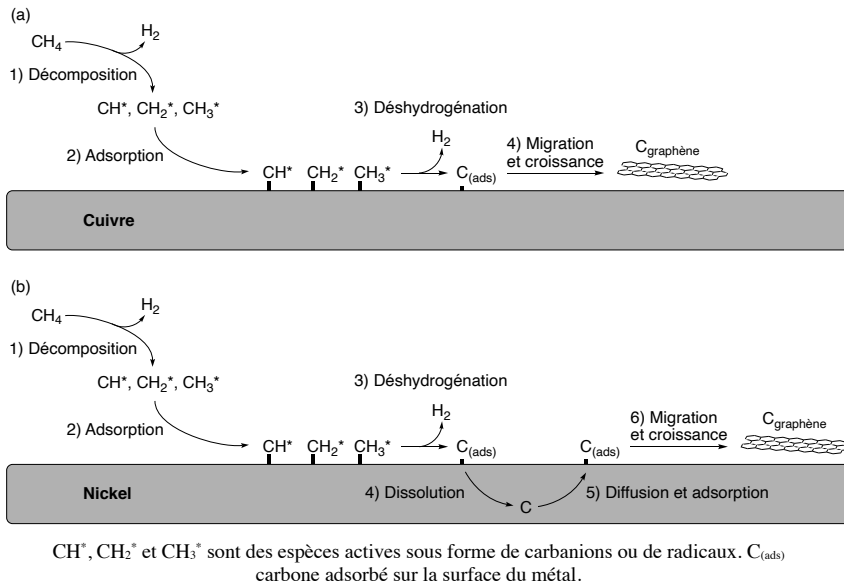 (a)
CH₄
H₂
1) Décomposition
CH*, CH₂*, CH₃*
2) Adsorption
CH*
CH₂*
CH₃*
3) Déshydrogénation
H₂
C(ads)
4) Migration
et croissance
Cgraphène
Cuivre
(b)
CH₄
H₂
1) Décomposition
CH*, CH₂*, CH₃*
2) Adsorption
CH*
CH₂*
CH₃*
3) Déshydrogénation
H₂
C(ads)
C(ads)
6) Migration
et croissance
Cgraphène
Nickel
4) Dissolution
C
5) Diffusion et adsorption
CH*, CH₂* et CH₃* sont des espèces actives sous forme de carbanions ou de radicaux. C(ads)
carbone adsorbé sur la surface du métal.